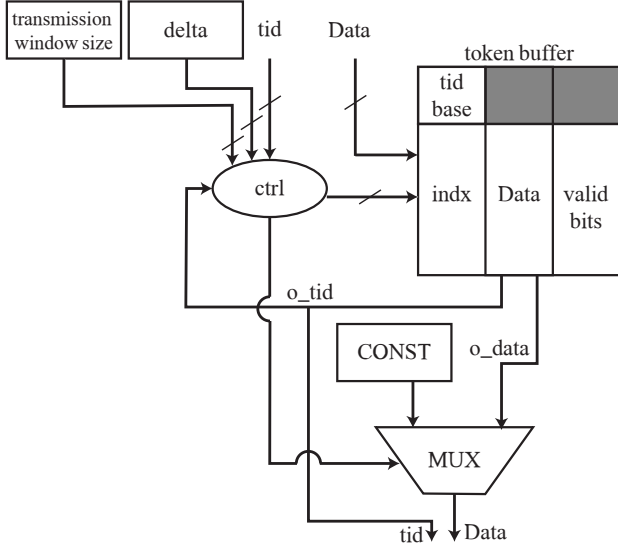 transmission
window size
delta
tid
Data
token buffer
tid
base
ctrl
indx
Data
valid
bits
o_tid
CONST
o_data
MUX
tid
Data